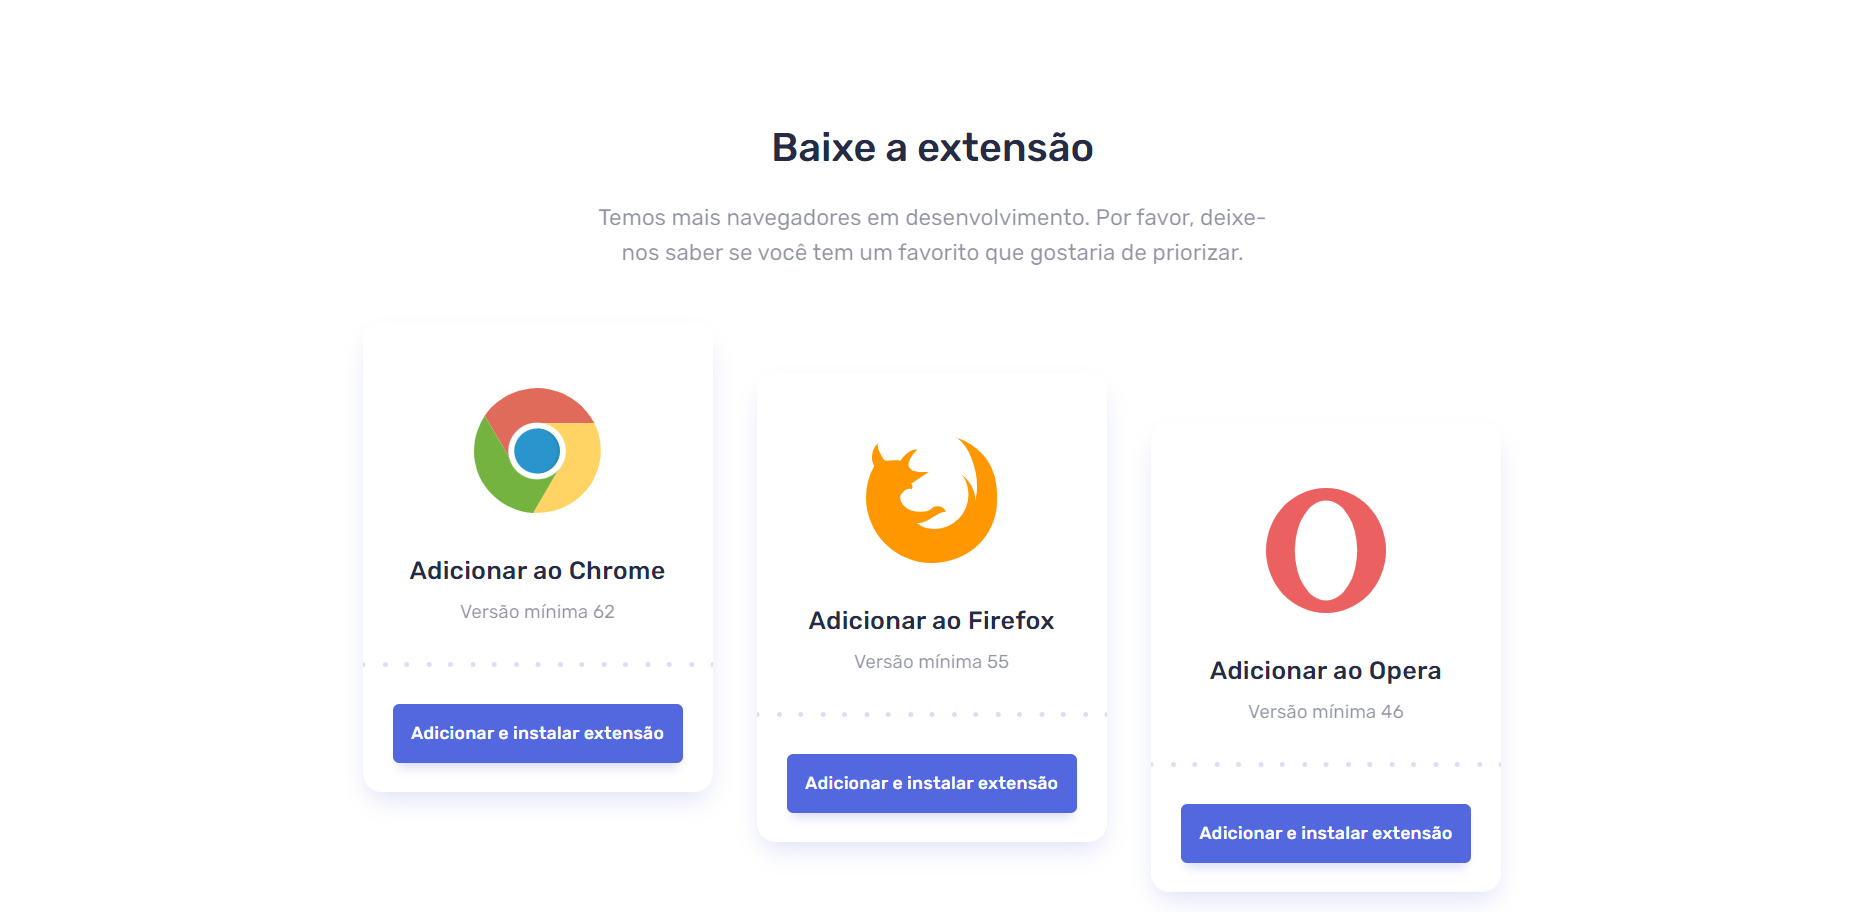 Baixe a extensão
Temos mais navegadores em desenvolvimento. Por favor, deixe-
nos saber se você tem um favorito que gostaria de priorizar.
Adicionar ao Chrome
Versão mínima 62
Adicionar e instalar extensão
Adicionar ao Firefox
Versão mínima 55
Adicionar e instalar extensão
Adicionar ao Opera
Versão mínima 46
Adicionar e instalar extensão